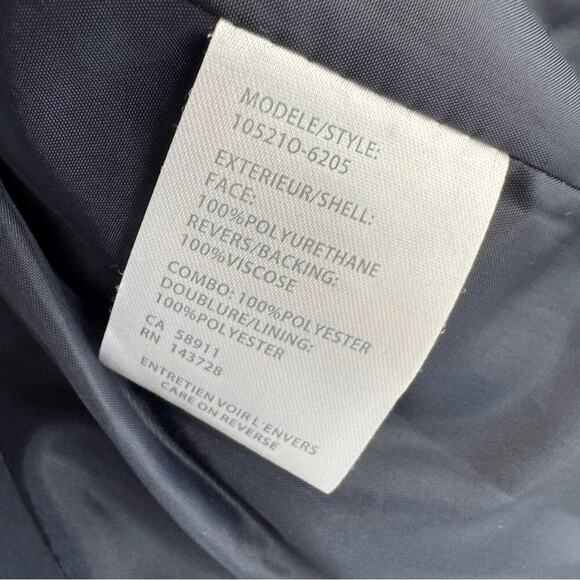 MODELE/STYLE:
10521O-6205
EXTERIEUR/SHELL:
FACE:
100%POLYURETHANE
REVERS/BACKING:
100%VISCOSE
COMBO: 100%POLYESTER
DOUBLURE/LINING:
100%POLYESTER
CA 58911
RN 143728
ENTRETIEN VOIR L'ENVERS
CARE ON REVERSE